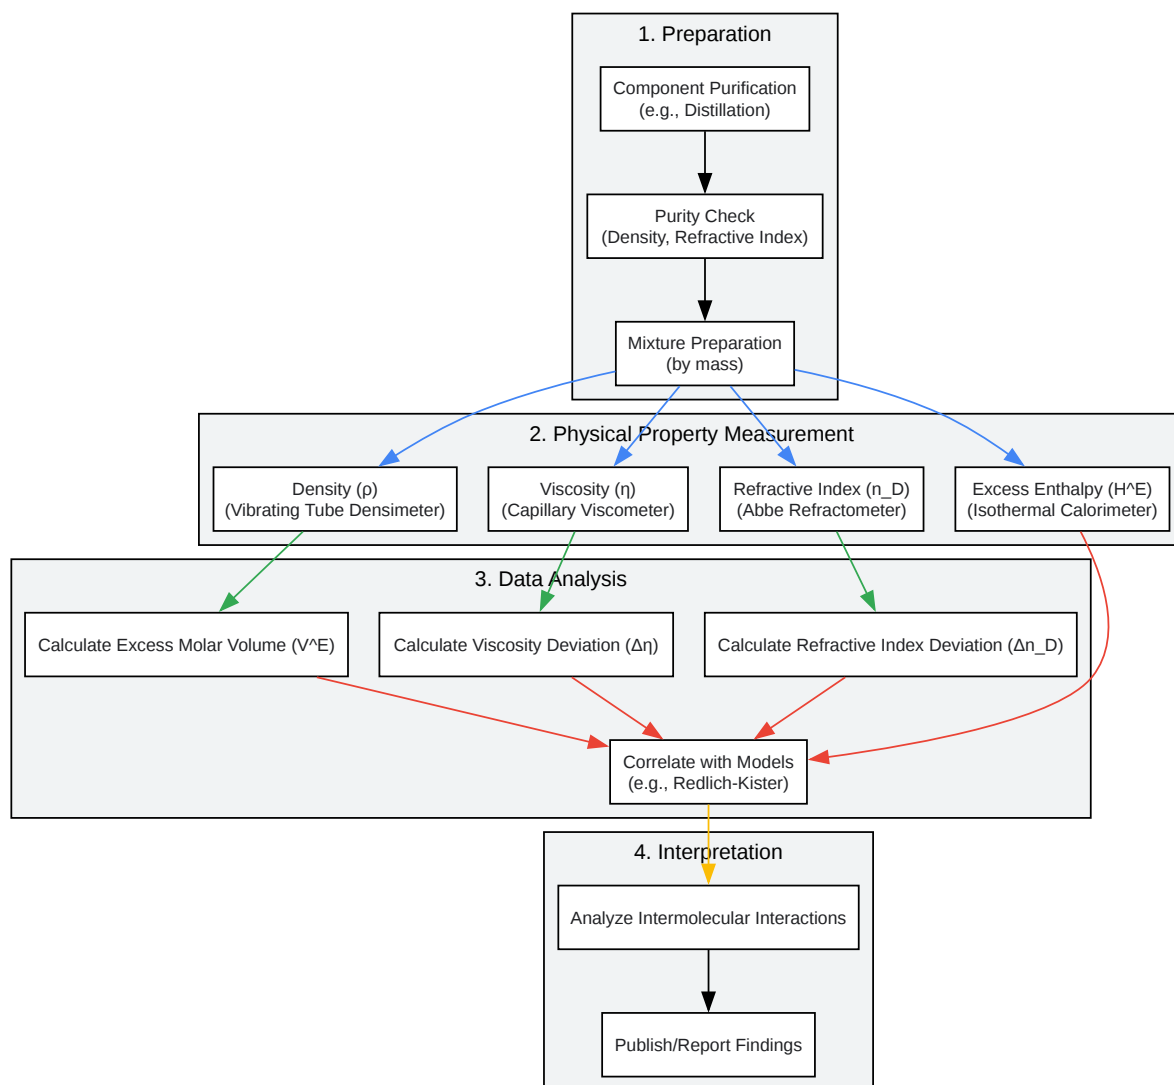 1. Preparation
Component Purification
(e.g., Distillation)
Purity Check
(Density, Refractive Index)
Mixture Preparation
(by mass)
2. Physical Property Measurement
Density (ρ)
(Vibrating Tube Densimeter)
Viscosity (η)
(Capillary Viscometer)
Refractive Index (n_D)
(Abbe Refractometer)
Excess Enthalpy (H^E)
(Isothermal Calorimeter)
3. Data Analysis
Calculate Excess Molar Volume (V^E)
Calculate Viscosity Deviation (Δη)
Calculate Refractive Index Deviation (Δn_D)
Correlate with Models
(e.g., Redlich-Kister)
4. Interpretation
Analyze Intermolecular Interactions
Publish/Report Findings